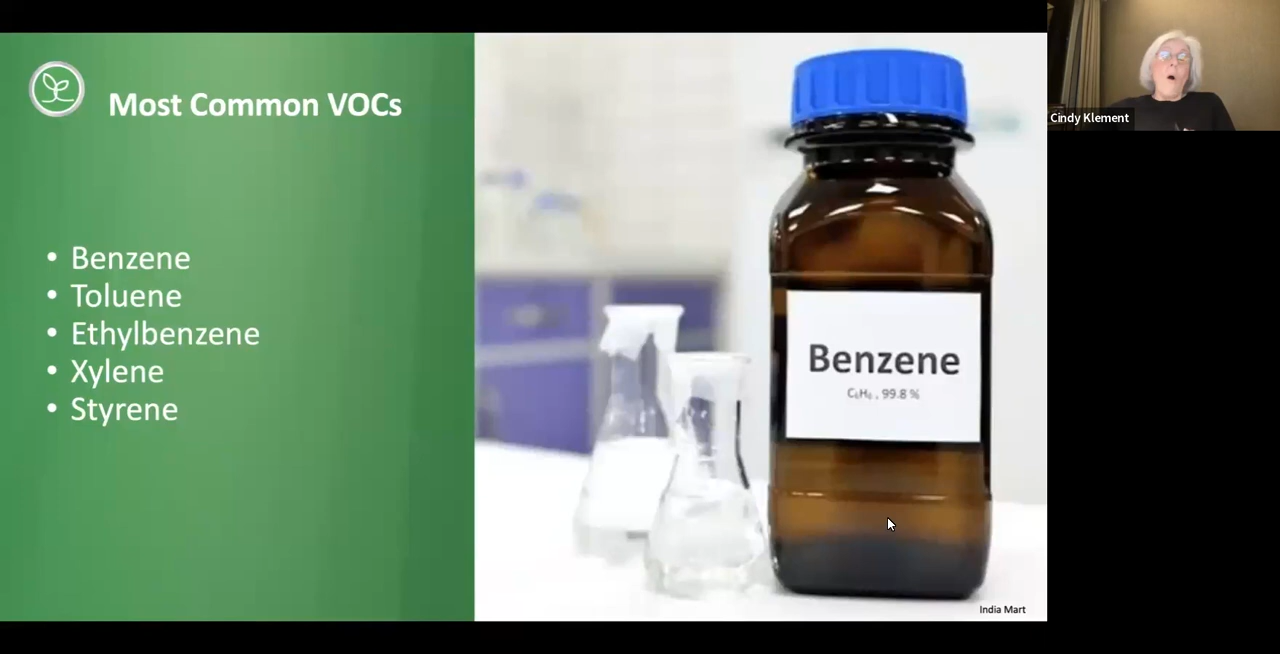 Most Common VOCs
• Benzene
• Toluene
• Ethylbenzene
• Xylene
• Styrene
Benzene
C₆H₆ , 99.8 %
India Mart
Cindy Klement